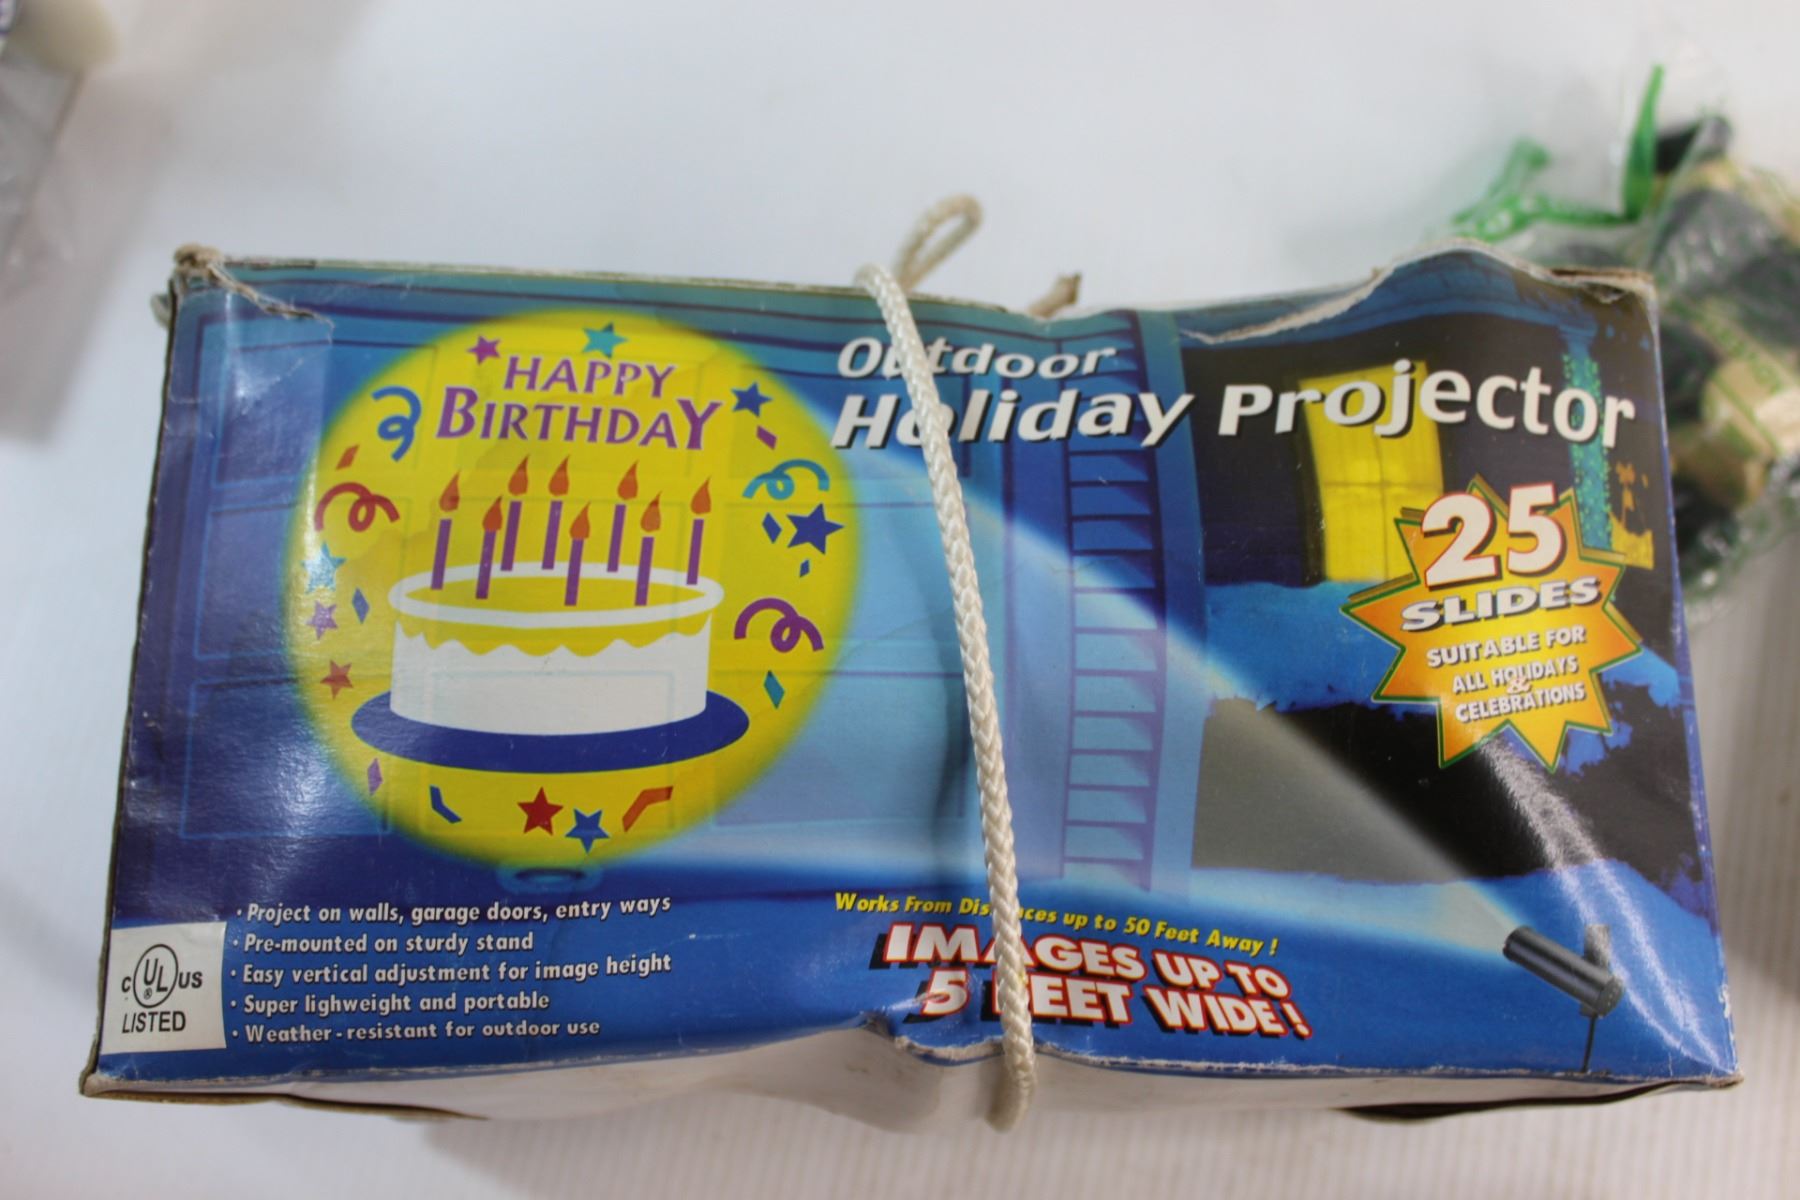 HAPPY
BIRTHDAY
Outdoor
Holiday Projector
25
SLIDES
SUITABLE FOR
ALL HOLIDAYS
&
CELEBRATIONS
• Project on walls, garage doors, entry ways
• Pre-mounted on sturdy stand
• Easy vertical adjustment for image height
• Super lighweight and portable
• Weather-resistant for outdoor use
C UL US
®
LISTED
Works From Distances up to 50 Feet Away!
IMAGES UP TO
5 FEET WIDE!